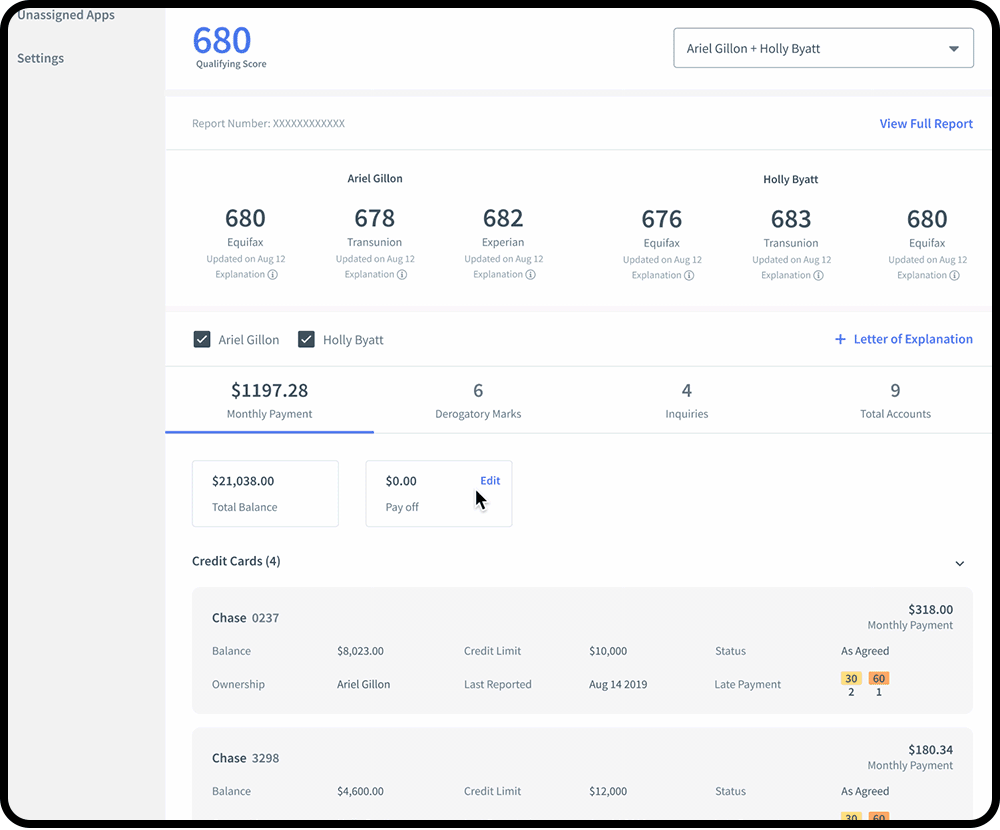 Unassigned Apps
Settings
680
Qualifying Score
Ariel Gillon + Holly Byatt
Report Number: XXXXXXXXXXXX
View Full Report
Ariel Gillon
Holly Byatt
680 678 682 676 683 680
Equifax Transunion Experian Equifax Transunion Equifax
Updated on Aug 12 Updated on Aug 12 Updated on Aug 12 Updated on Aug 12 Updated on Aug 12 Updated on Aug 12
Explanation Explanation Explanation Explanation Explanation Explanation
Ariel Gillon Holly Byatt + Letter of Explanation
$1197.28 6 4 9
Monthly Payment Derogatory Marks Inquiries Total Accounts
$21,038.00 $0.00 Edit
Total Balance Pay off
Credit Cards (4)
Chase 0237 $318.00
Monthly Payment
Balance $8,023.00 Credit Limit $10,000 Status As Agreed
Ownership Ariel Gillon Last Reported Aug 14 2019 Late Payment 30 60
2 1
Chase 3298 $180.34
Monthly Payment
Balance $4,600.00 Credit Limit $12,000 Status As Agreed
30 60